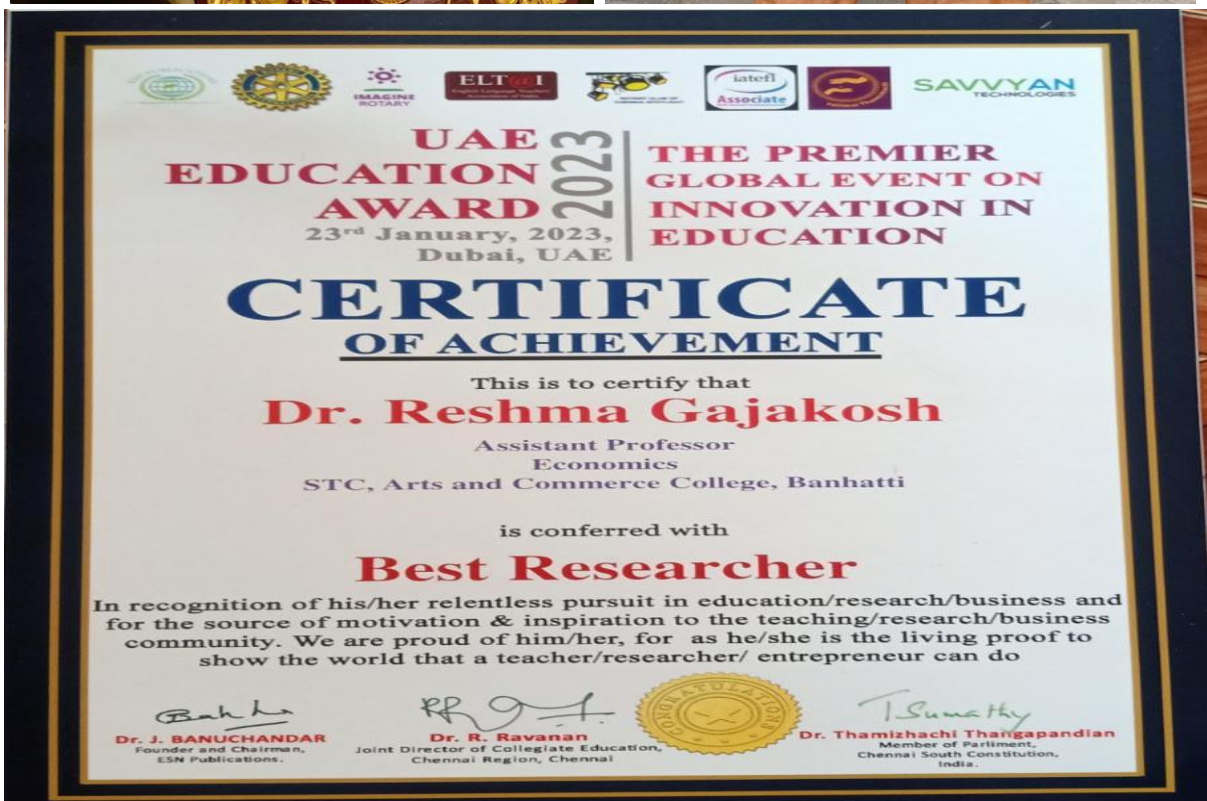 IMAGINE
ROTARY
ELT@I
English Language Teachers'
Association of India
iatefl
Associate
SAVVYAN
TECHNOLOGIES
UAE
EDUCATION
AWARD
2023
23rd January, 2023,
Dubai, UAE
THE PREMIER
GLOBAL EVENT ON
INNOVATION IN
EDUCATION
CERTIFICATE
OF ACHIEVEMENT
This is to certify that
Dr. Reshma Gajakosh
Assistant Professor
Economics
STC, Arts and Commerce College, Banhatti
is conferred with
Best Researcher
In recognition of his/her relentless pursuit in education/research/business and
for the source of motivation & inspiration to the teaching/research/business
community. We are proud of him/her, for as he/she is the living proof to
show the world that a teacher/researcher/ entrepreneur can do
CONGRATULATIONS
T Sumathy
Dr. J. BANUCHANDAR
Founder and Chairman,
ESN Publications.
Dr. R. Ravanan
Joint Director of Collegiate Education,
Chennai Region, Chennai
Dr. Thamizhachi Thangapandian
Member of Parliment,
Chennai South Constitution,
India.